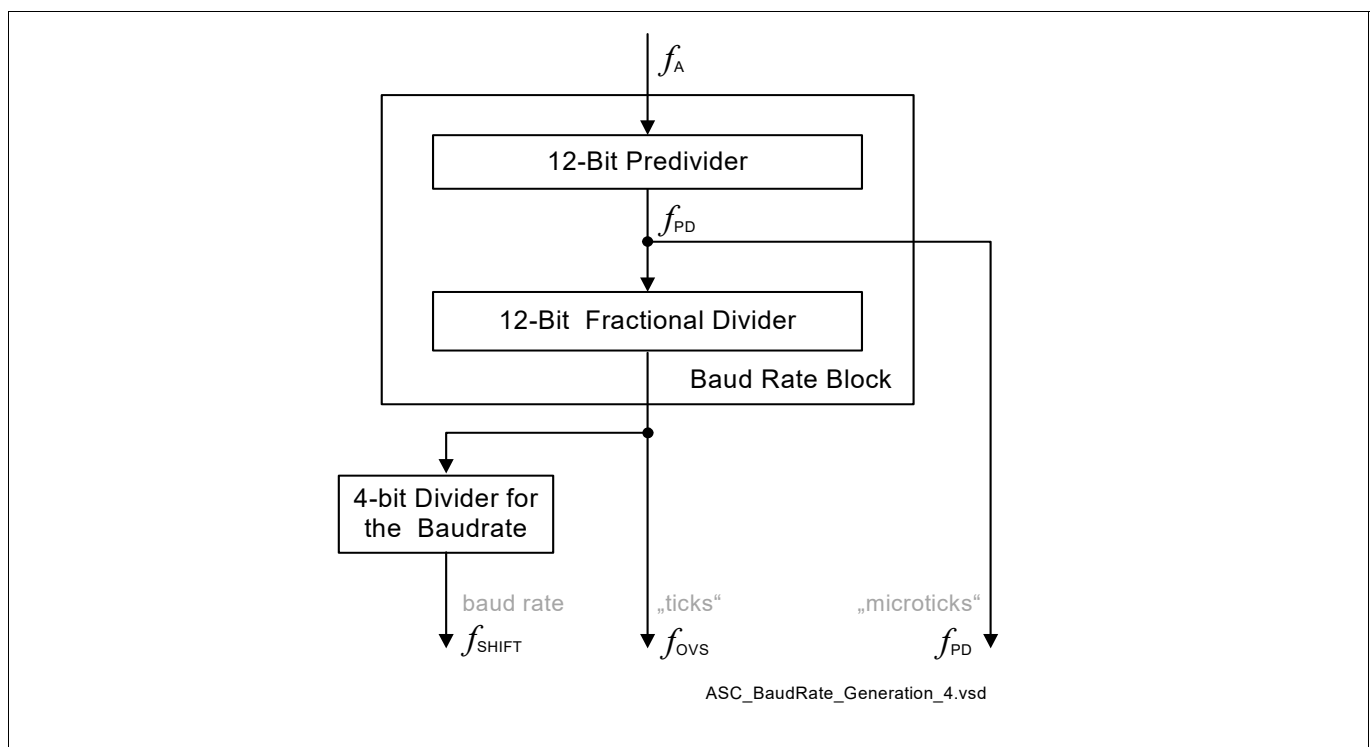 fA
12-Bit Predivider
fPD
12-Bit Fractional Divider
Baud Rate Block
4-bit Divider for
the Baudrate
baud rate
„ticks“
„microticks“
fSHIFT
fOVS
fPD
ASC_BaudRate_Generation_4.vsd